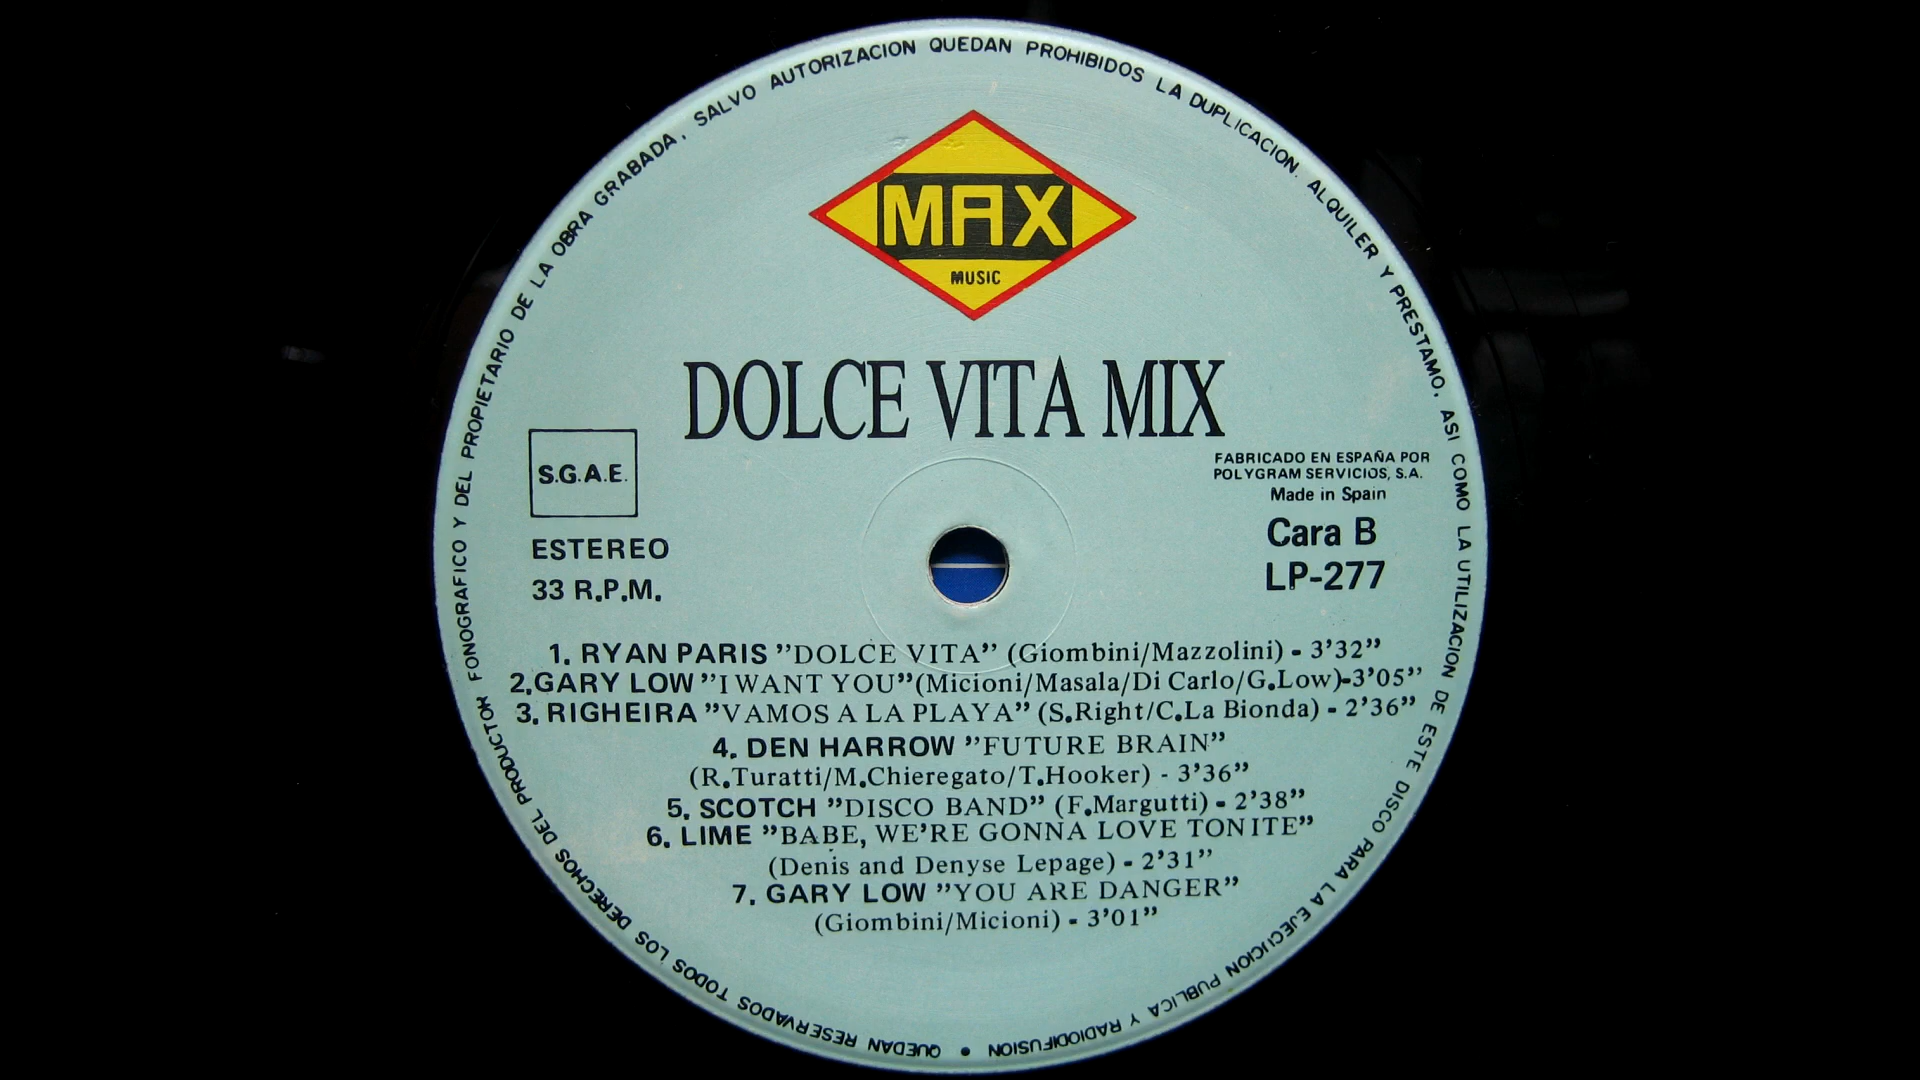 QUEDAN RESERVADOS TODOS LOS DERECHOS DEL PRODUCTOR FONOGRAFICO Y DEL PROPIETARIO DE LA OBRA GRABADA, SALVO AUTORIZACION QUEDAN PROHIBIDOS LA DUPLICACION, ALQUILER Y PRESTAMO, ASI COMO LA UTILIZACION DE ESTE DISCO PARA LA EJECUCION PUBLICA Y RADIODIFUSION •
MAX
MUSIC
DOLCE VITA MIX
S.G.A.E.
ESTEREO
33 R.P.M.
FABRICADO EN ESPAÑA POR
POLYGRAM SERVICIOS, S.A.
Made in Spain
Cara B
LP-277
1. RYAN PARIS ”DOLCE VITA” (Giombini/Mazzolini) - 3’32”
2.GARY LOW ”I WANT YOU”(Micioni/Masala/Di Carlo/G.Low)-3’05”
3. RIGHEIRA ”VAMOS A LA PLAYA” (S.Right/C.La Bionda) - 2’36”
4. DEN HARROW ”FUTURE BRAIN”
(R.Turatti/M.Chieregato/T.Hooker) - 3’36”
5. SCOTCH ”DISCO BAND” (F.Margutti) - 2’38”
6. LIME ”BABE, WE’RE GONNA LOVE TONITE”
(Denis and Denyse Lepage) - 2’31”
7. GARY LOW ”YOU ARE DANGER”
(Giombini/Micioni) - 3’01”